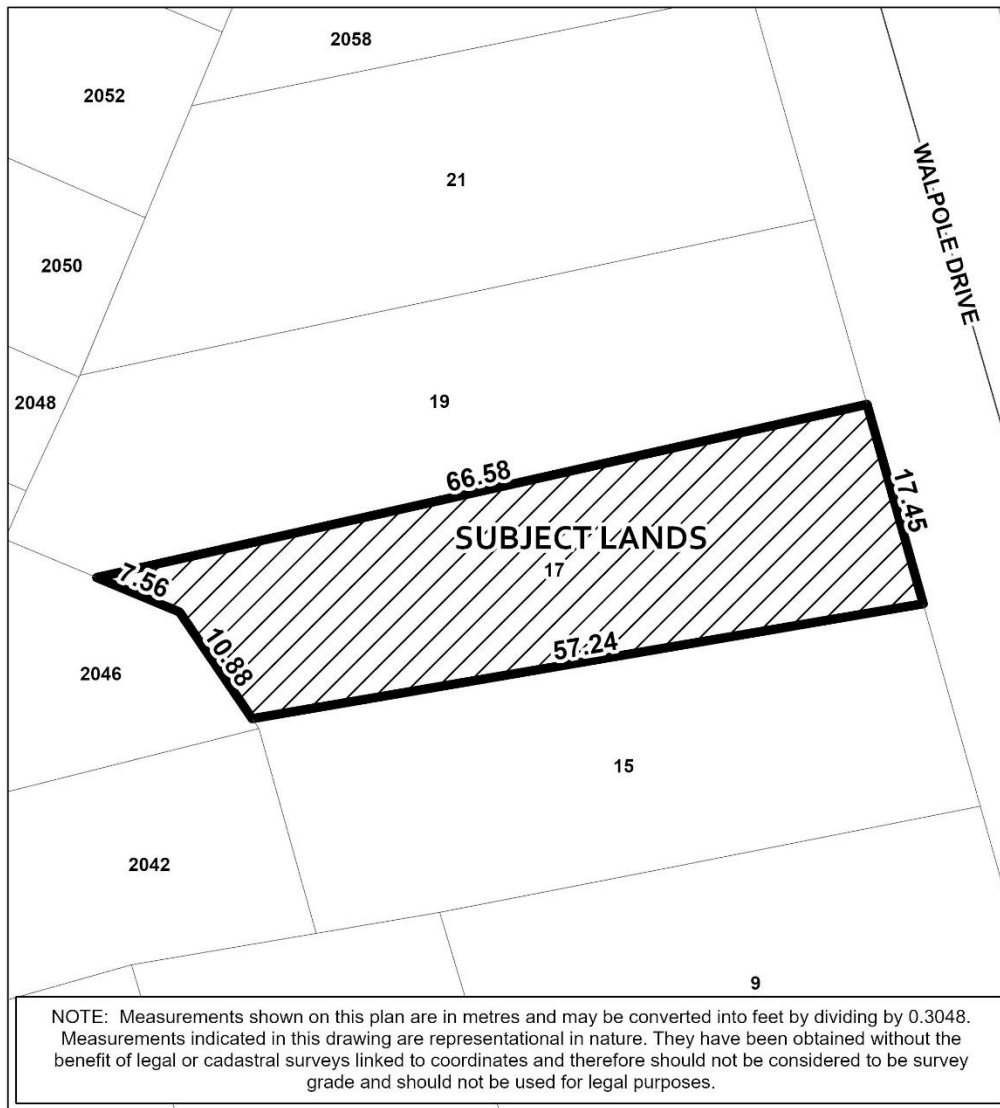 2058
2052
21
WALPOLE DRIVE
2050
2048
19
66.58
17.45
SUBJECT LANDS
17
7.56
10.88
57.24
2046
15
2042
9
NOTE: Measurements shown on this plan are in metres and may be converted into feet by dividing by 0.3048.
Measurements indicated in this drawing are representational in nature. They have been obtained without the
benefit of legal or cadastral surveys linked to coordinates and therefore should not be considered to be survey
grade and should not be used for legal purposes.